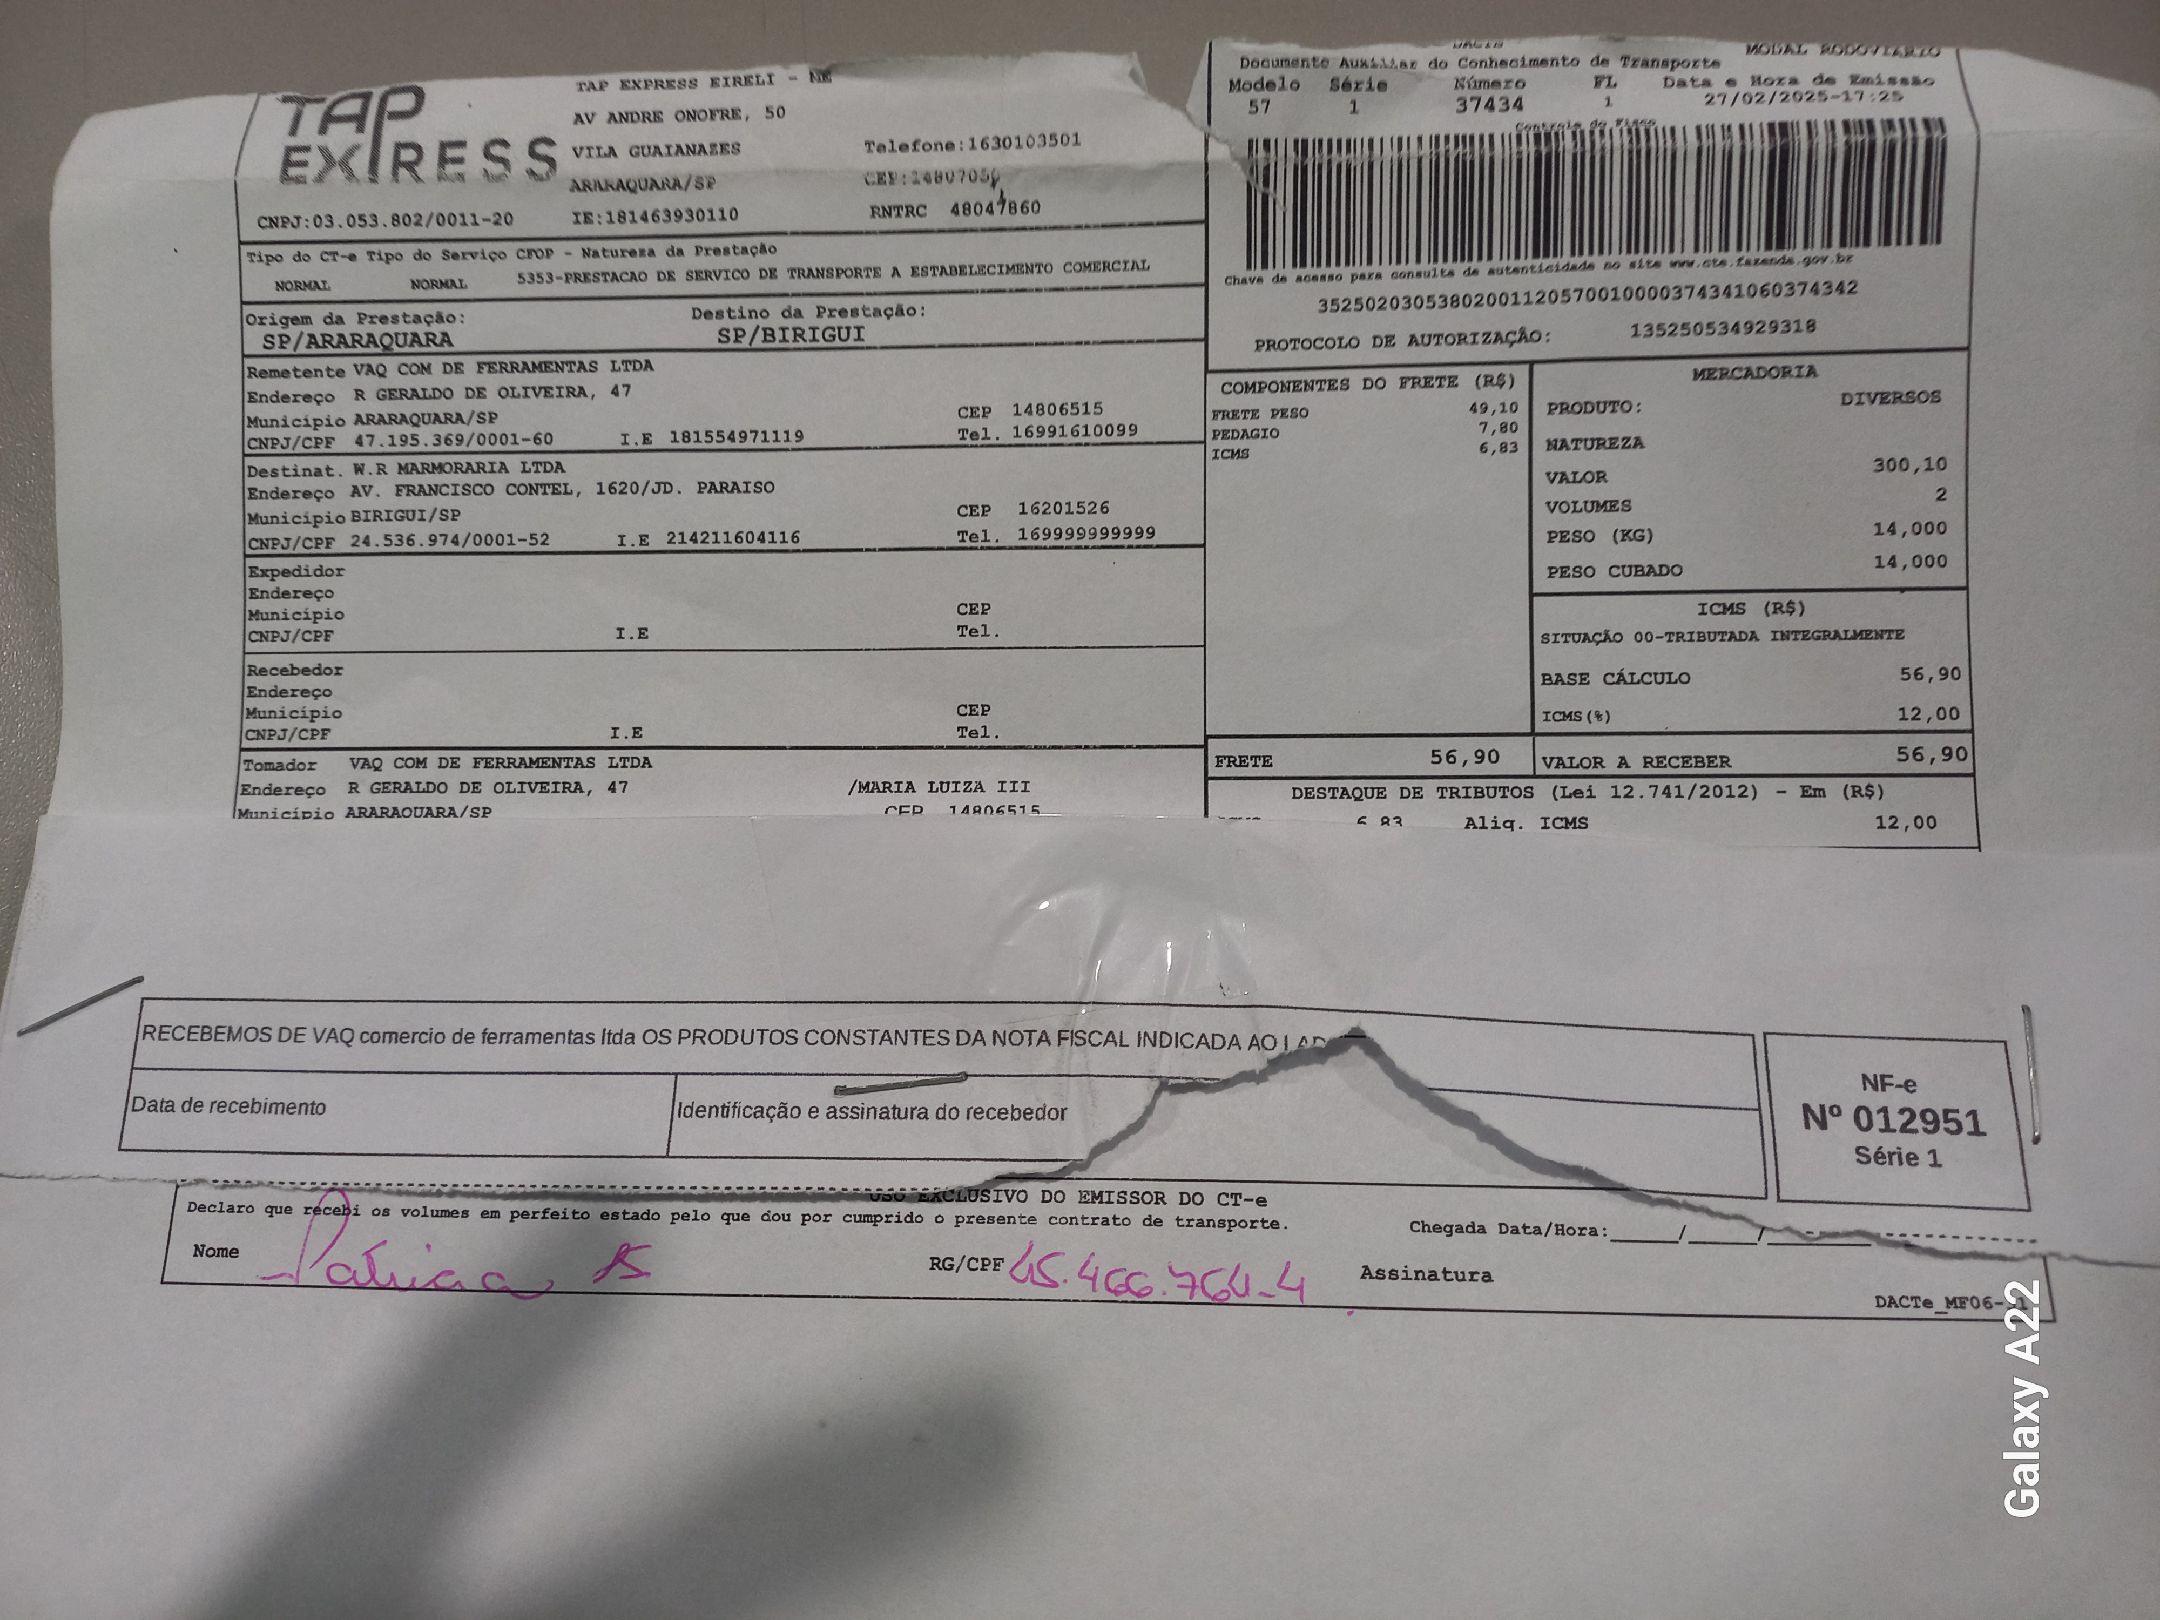 TAP EXPRESS
TAP EXPRESS EIRELI - ME
AV ANDRE ONOFRE, 50
VILA GUAIANAZES Telefone:1630103501
ARARAQUARA/SP
CNPJ:03.053.802/0011-20 IE:181463930110 RNTRC 48047860
MODAL RODOVIARIO
Documento Auxiliar do Conhecimento de Transporte
Modelo Série Número FL Data e Hora de Emissão
57 1 37434 1 27/02/2025-17:25
Controle do Fisco
Chave de acesso para consulta de autenticidade no site www.cte.fazenda.gov.br
35250203053802001120570010000374341060374342
PROTOCOLO DE AUTORIZAÇÃO: 135250534929318
Tipo do CT-e Tipo do Serviço CFOP - Natureza da Prestação
NORMAL NORMAL 5353-PRESTACAO DE SERVICO DE TRANSPORTE A ESTABELECIMENTO COMERCIAL
Origem da Prestação: Destino da Prestação:
SP/ARARAQUARA SP/BIRIGUI
Remetente VAQ COM DE FERRAMENTAS LTDA
Endereço R GERALDO DE OLIVEIRA, 47
Município ARARAQUARA/SP CEP 14806515
CNPJ/CPF 47.195.369/0001-60 I.E 181554971119 Tel. 16991610099
Destinat. W.R MARMORARIA LTDA
Endereço AV. FRANCISCO CONTEL, 1620/JD. PARAISO
Município BIRIGUI/SP CEP 16201526
CNPJ/CPF 24.536.974/0001-52 I.E 214211604116 Tel. 169999999999
Expedidor
Endereço
Município CEP
CNPJ/CPF I.E Tel.
Recebedor
Endereço
Município CEP
CNPJ/CPF I.E Tel.
Tomador VAQ COM DE FERRAMENTAS LTDA
Endereço R GERALDO DE OLIVEIRA, 47 /MARIA LUIZA III
Município ARARAQUARA/SP CEP 14806515
COMPONENTES DO FRETE (R$)
FRETE PESO 49,10
PEDAGIO 7,80
ICMS 6,83
MERCADORIA
PRODUTO: DIVERSOS
NATUREZA
VALOR 300,10
VOLUMES 2
PESO (KG) 14,000
PESO CUBADO 14,000
ICMS (R$)
SITUAÇÃO 00-TRIBUTADA INTEGRALMENTE
BASE CÁLCULO 56,90
ICMS(%) 12,00
FRETE 56,90 VALOR A RECEBER 56,90
DESTAQUE DE TRIBUTOS (Lei 12.741/2012) - Em (R$)
6,83 Aliq. ICMS 12,00
RECEBEMOS DE VAQ comercio de ferramentas ltda OS PRODUTOS CONSTANTES DA NOTA FISCAL INDICADA AO
Data de recebimento Identificação e assinatura do recebedor
NF-e
Nº 012951
Série 1
USO EXCLUSIVO DO EMISSOR DO CT-e
Declaro que recebi os volumes em perfeito estado pelo que dou por cumprido o presente contrato de transporte. Chegada Data/Hora:____/____/
Nome RG/CPF 45.466.764-4 Assinatura
Galaxy A22